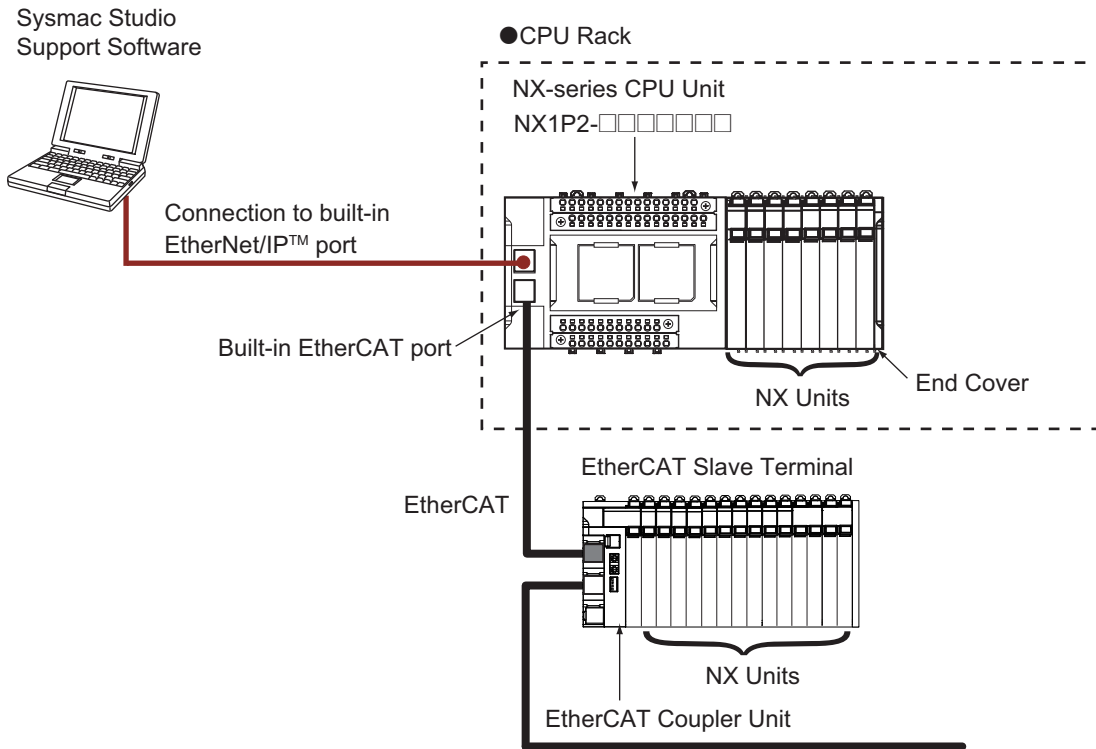 Sysmac Studio
Support Software
●CPU Rack
NX-series CPU Unit
NX1P2-□□□□□□□
Connection to built-in
EtherNet/IP™ port
Built-in EtherCAT port
NX Units
End Cover
EtherCAT Slave Terminal
EtherCAT
NX Units
EtherCAT Coupler Unit